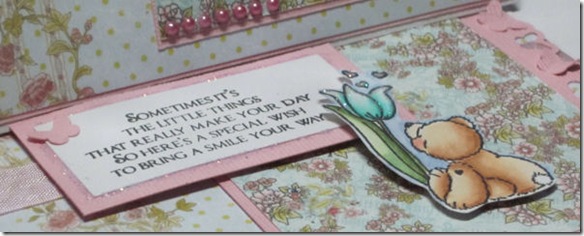 SOMETIMES IT'S
THE LITTLE THINGS
THAT REALLY MAKE YOUR DAY
SO HERE'S A SPECIAL WISH
TO BRING A SMILE YOUR WAY